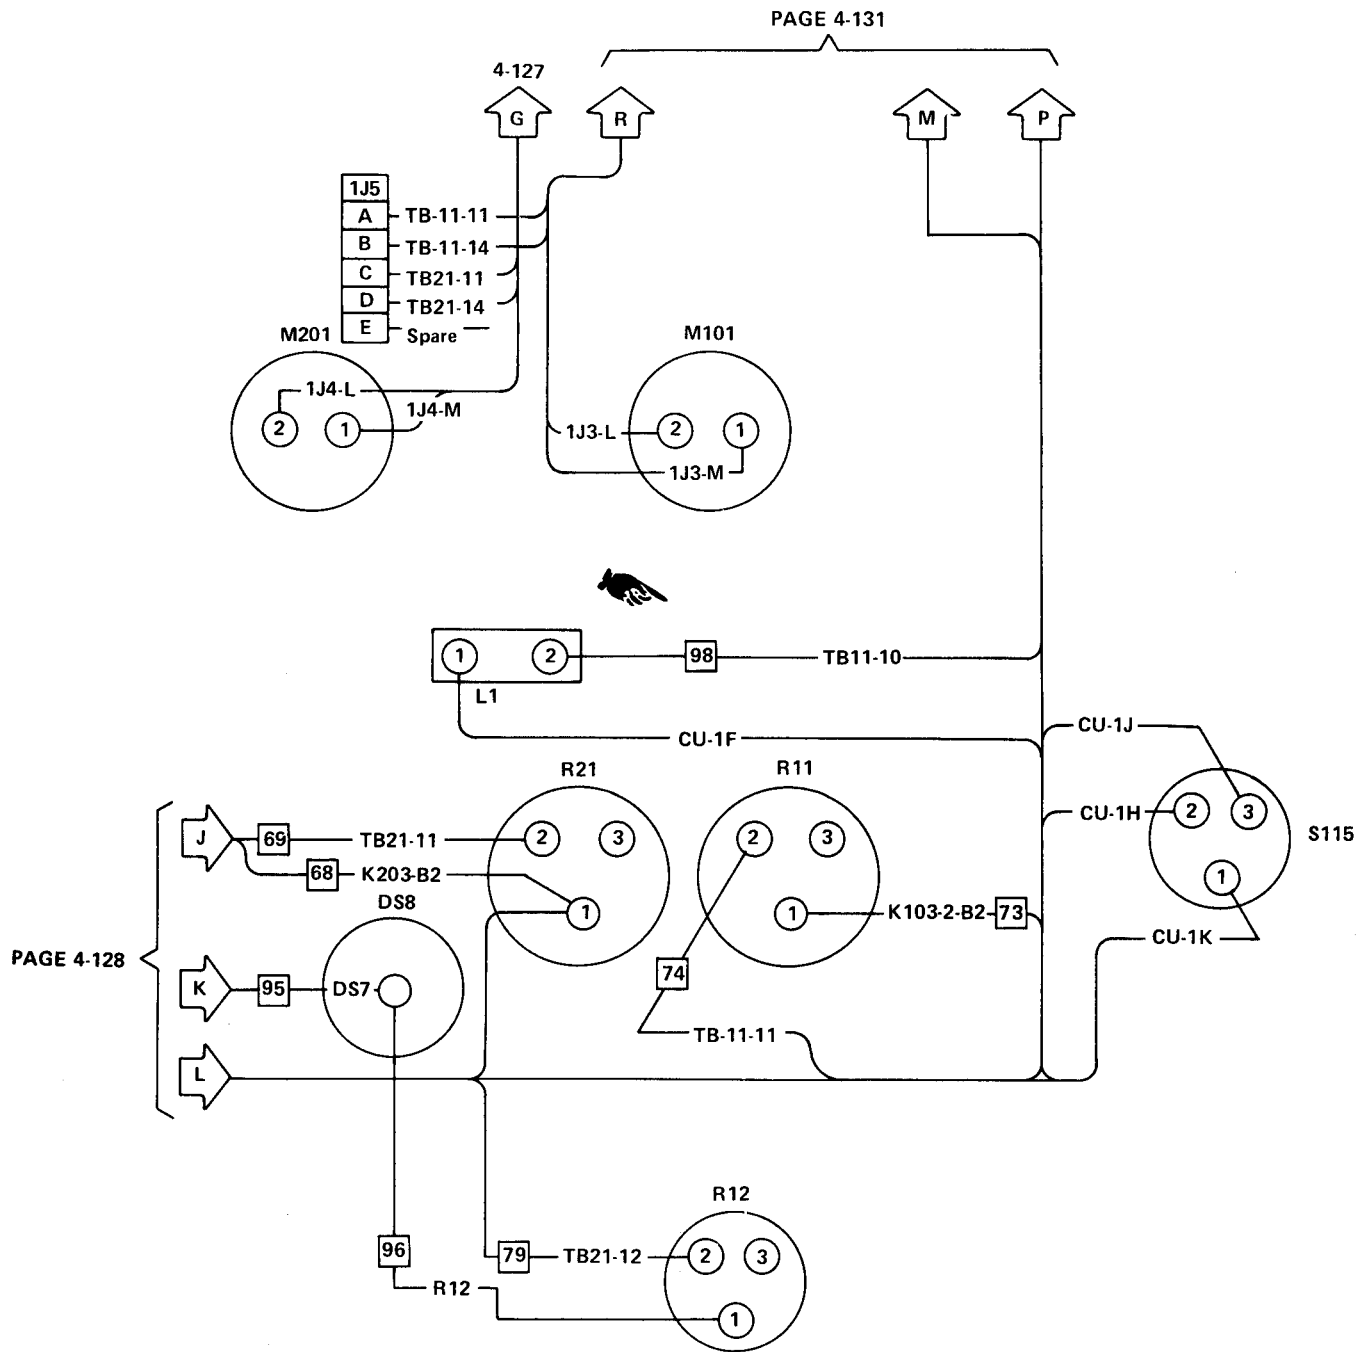 PAGE 4-131
4-127
G
R
M
P
1J5
A TB-11-11
B TB-11-14
C TB21-11
D TB21-14
E Spare
M201
M101
1J4-L
1J4-M
2 1
1J3-L 2 1
1J3-M
1 2 98 TB11-10
L1
CU-1F
CU-1J
R21
R11
CU-1H 2 3
S115
1
CU-1K
J 69 TB21-11 2 3
2 3
68 K203-B2
DS8
1
1 K103-2-B2 73
PAGE 4-128
K 95 DS7
74
TB-11-11
L
R12
96
79 TB21-12 2 3
R12
1